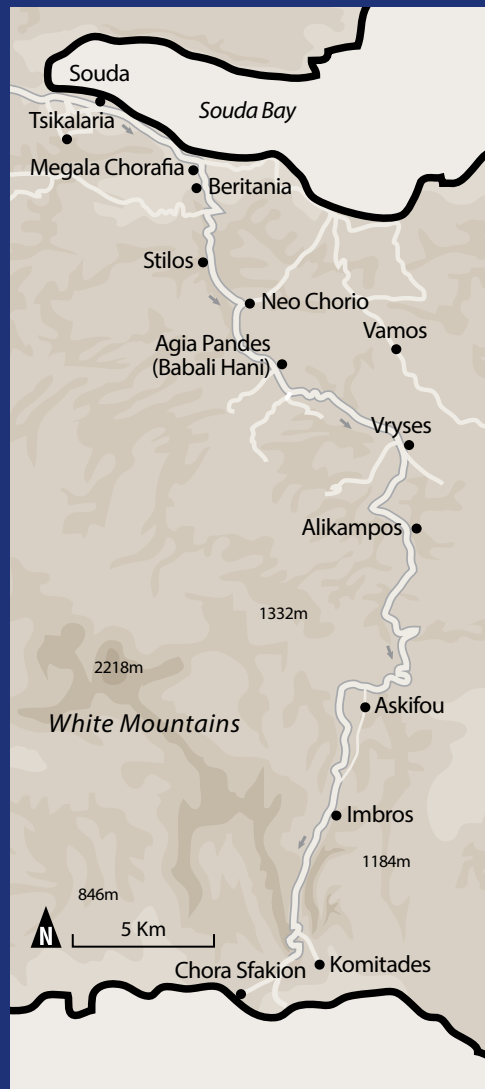 Souda
Souda Bay
Tsikalaria
Megala Chorafia
Beritania
Stilos
Neo Chorio
Vamos
Agia Pandes
(Babali Hani)
Vryses
Alikampos
1332m
2218m
White Mountains
Askifou
Imbros
1184m
846m
N
5 Km
Chora Sfakion
Komitades